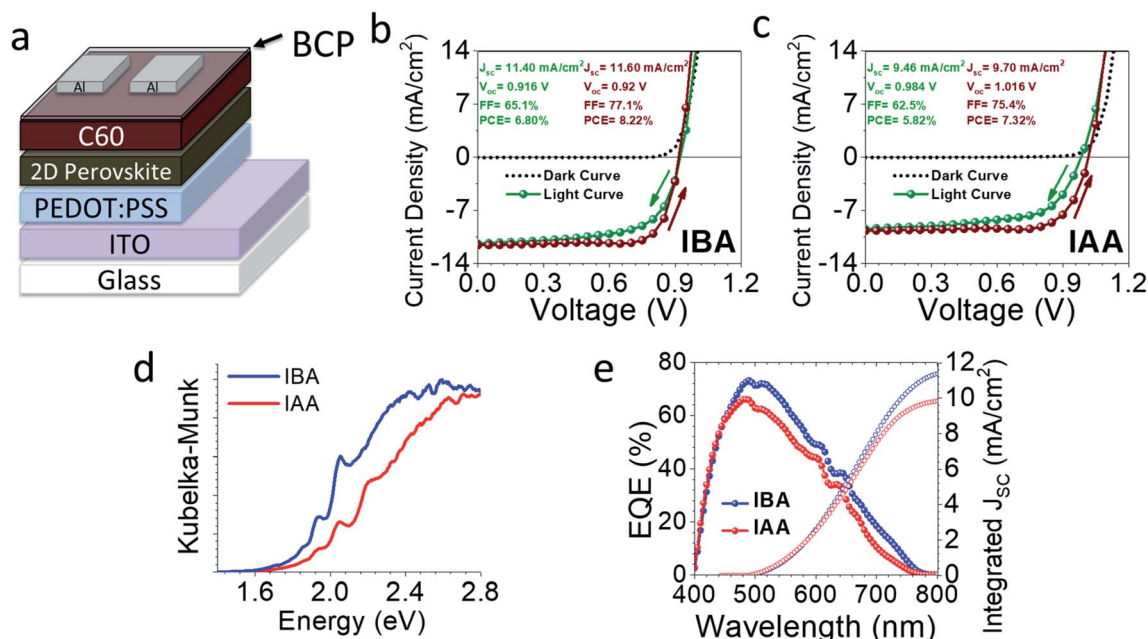 a
BCP
Al Al
C60
2D Perovskite
PEDOT:PSS
ITO
Glass
b
Current Density (mA/cm²)
14
7
0
-7
-14
J_sc= 11.40 mA/cm² J_sc= 11.60 mA/cm²
V_oc= 0.916 V V_oc= 0.92 V
FF= 65.1% FF= 77.1%
PCE= 6.80% PCE= 8.22%
Dark Curve
Light Curve
IBA
0.0 0.3 0.6 0.9 1.2
Voltage (V)
c
Current Density (mA/cm²)
14
7
0
-7
-14
J_sc= 9.46 mA/cm² J_sc= 9.70 mA/cm²
V_oc= 0.984 V V_oc= 1.016 V
FF= 62.5% FF= 75.4%
PCE= 5.82% PCE= 7.32%
Dark Curve
Light Curve
IAA
0.0 0.3 0.6 0.9 1.2
Voltage (V)
d
Kubelka-Munk
IBA
IAA
1.6 2.0 2.4 2.8
Energy (eV)
e
EQE (%)
80
60
40
20
0
IBA
IAA
12
10
8
6
4
2
0
Integrated J_SC (mA/cm²)
400 500 600 700 800
Wavelength (nm)